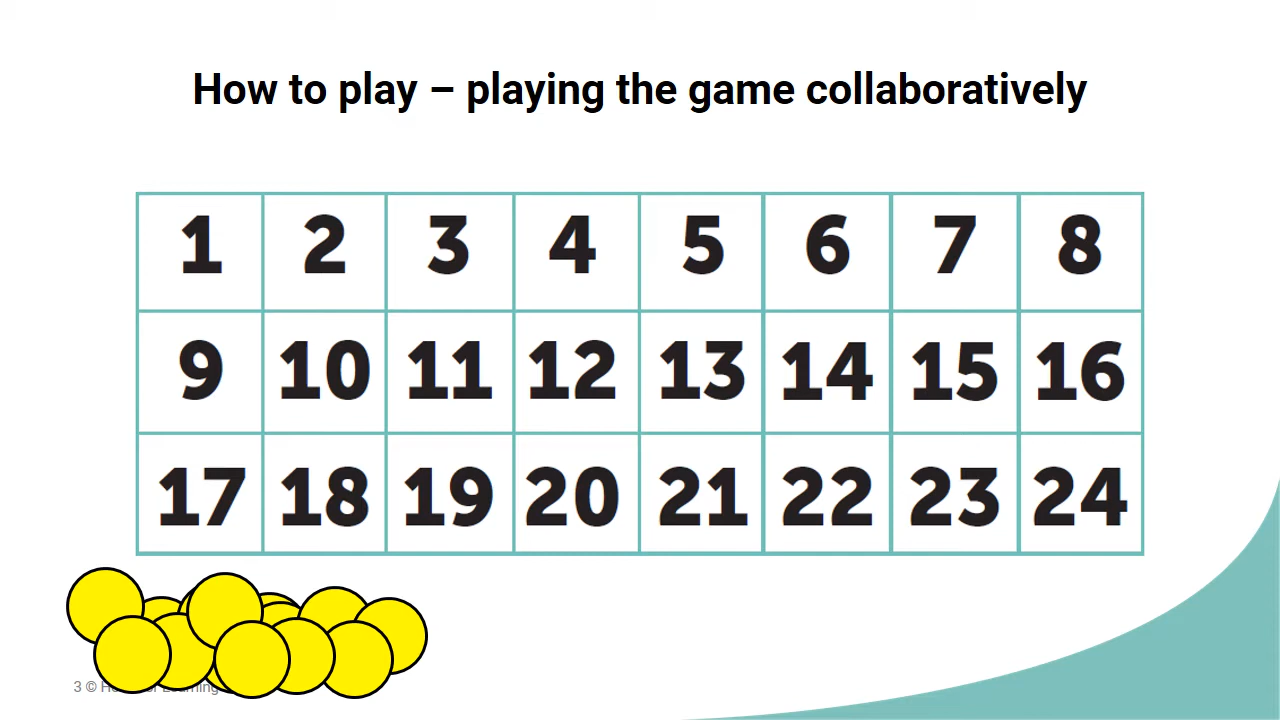 How to play – playing the game collaboratively
1 2 3 4 5 6 7 8
9 10 11 12 13 14 15 16
17 18 19 20 21 22 23 24
3 ©